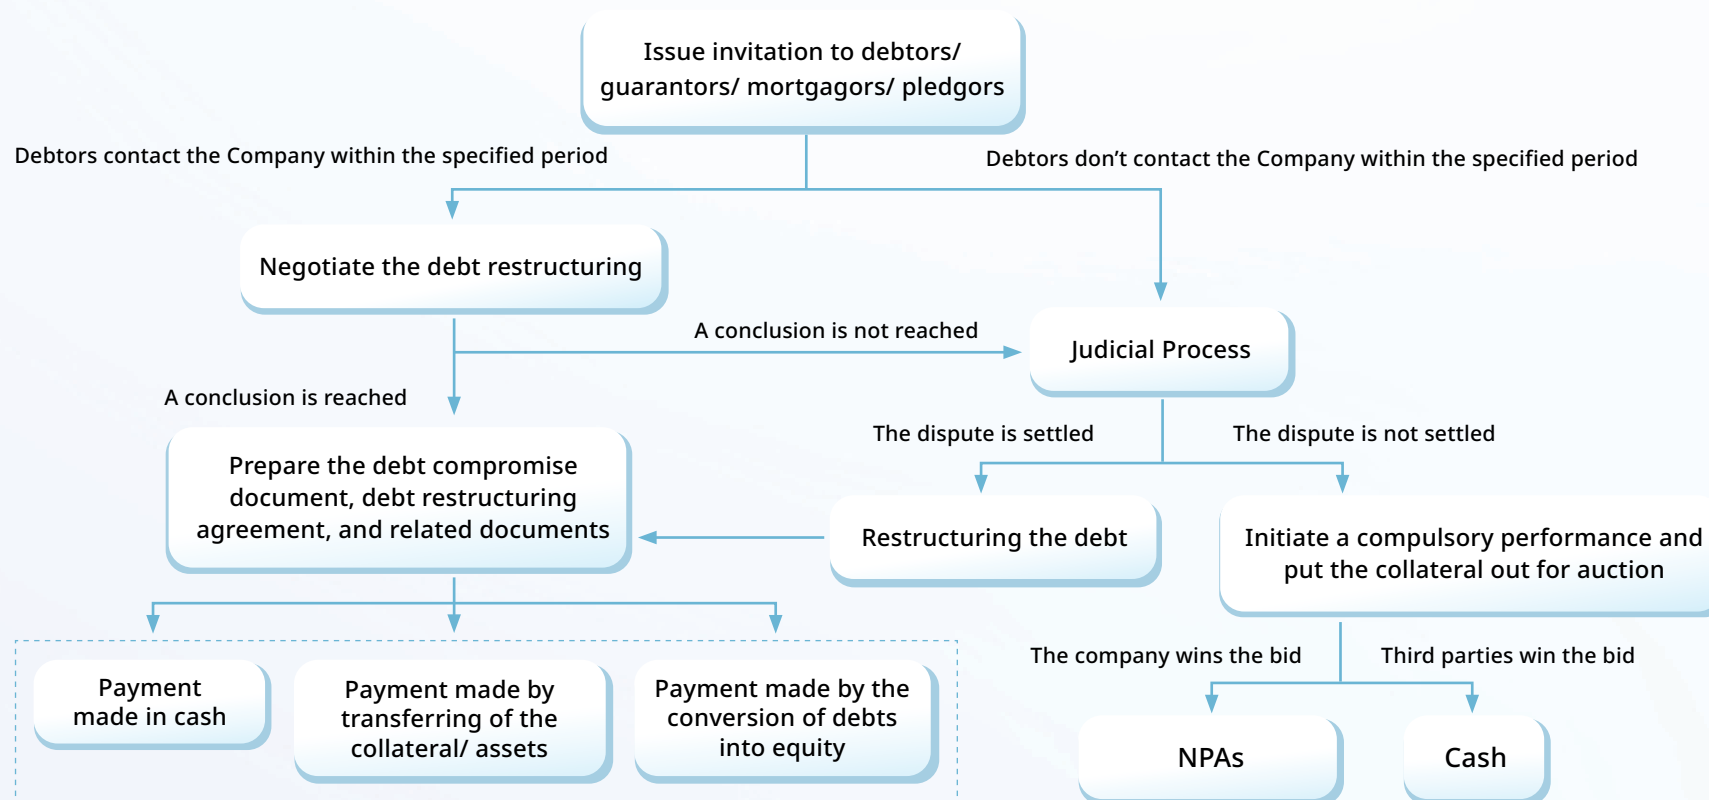 Issue invitation to debtors/
guarantors/ mortgagors/ pledgors
Debtors contact the Company within the specified period
Debtors don’t contact the Company within the specified period
Negotiate the debt restructuring
A conclusion is not reached
Judicial Process
A conclusion is reached
The dispute is settled
The dispute is not settled
Prepare the debt compromise
document, debt restructuring
agreement, and related documents
Restructuring the debt
Initiate a compulsory performance and
put the collateral out for auction
The company wins the bid
Third parties win the bid
Payment
made in cash
Payment made by
transferring of the
collateral/ assets
Payment made by the
conversion of debts
into equity
NPAs
Cash